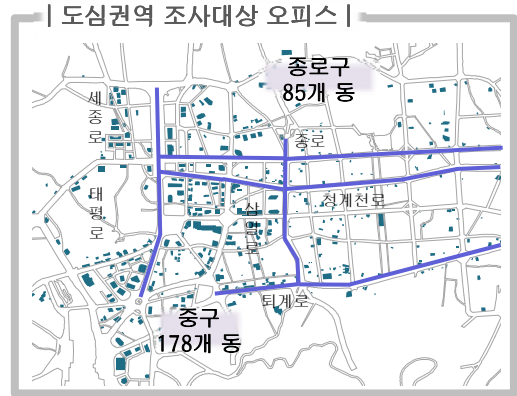 | 도심권역 조사대상 오피스 |
종로구
85개 동
세종로
종로
태평로
삼일로
청계천로
퇴계로
중구
178개 동